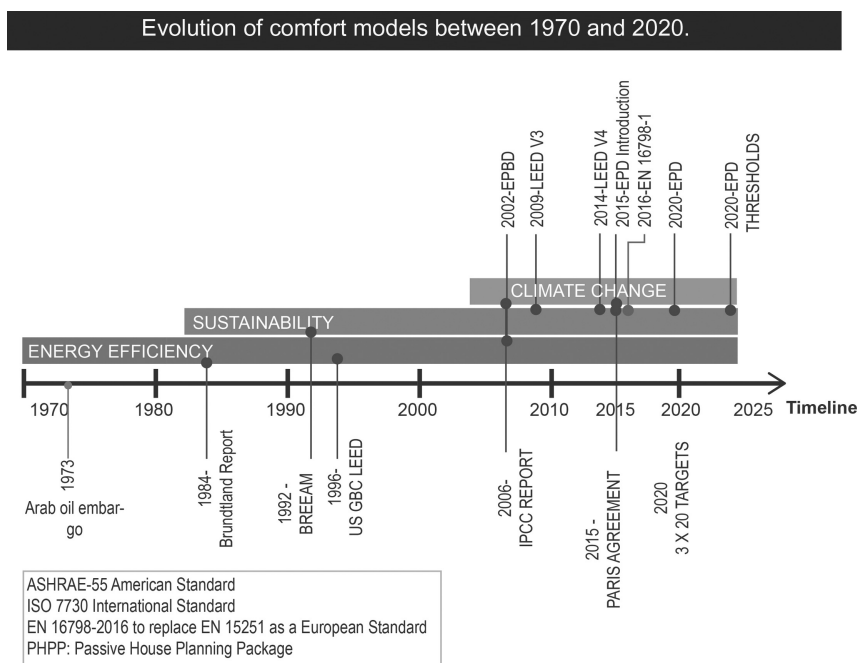 Evolution of comfort models between 1970 and 2020.
2002-EPBD
2009-LEED V3
2014-LEED V4
2015-EPD Introduction
2016-EN 16798-1
2020-EPD
2020-EPD
THRESHOLDS
CLIMATE CHANGE
SUSTAINABILITY
ENERGY EFFICIENCY
1970
1980
1990
2000
2010
2015
2020
2025
Timeline
1973
Arab oil embar-
go
1984-
Brundtland Report
1992 -
BREEAM
1996-
US GBC LEED
2006-
IPCC REPORT
2015 -
PARIS AGREEMENT
2020
3 X 20 TARGETS
ASHRAE-55 American Standard
ISO 7730 International Standard
EN 16798-2016 to replace EN 15251 as a European Standard
PHPP: Passive House Planning Package